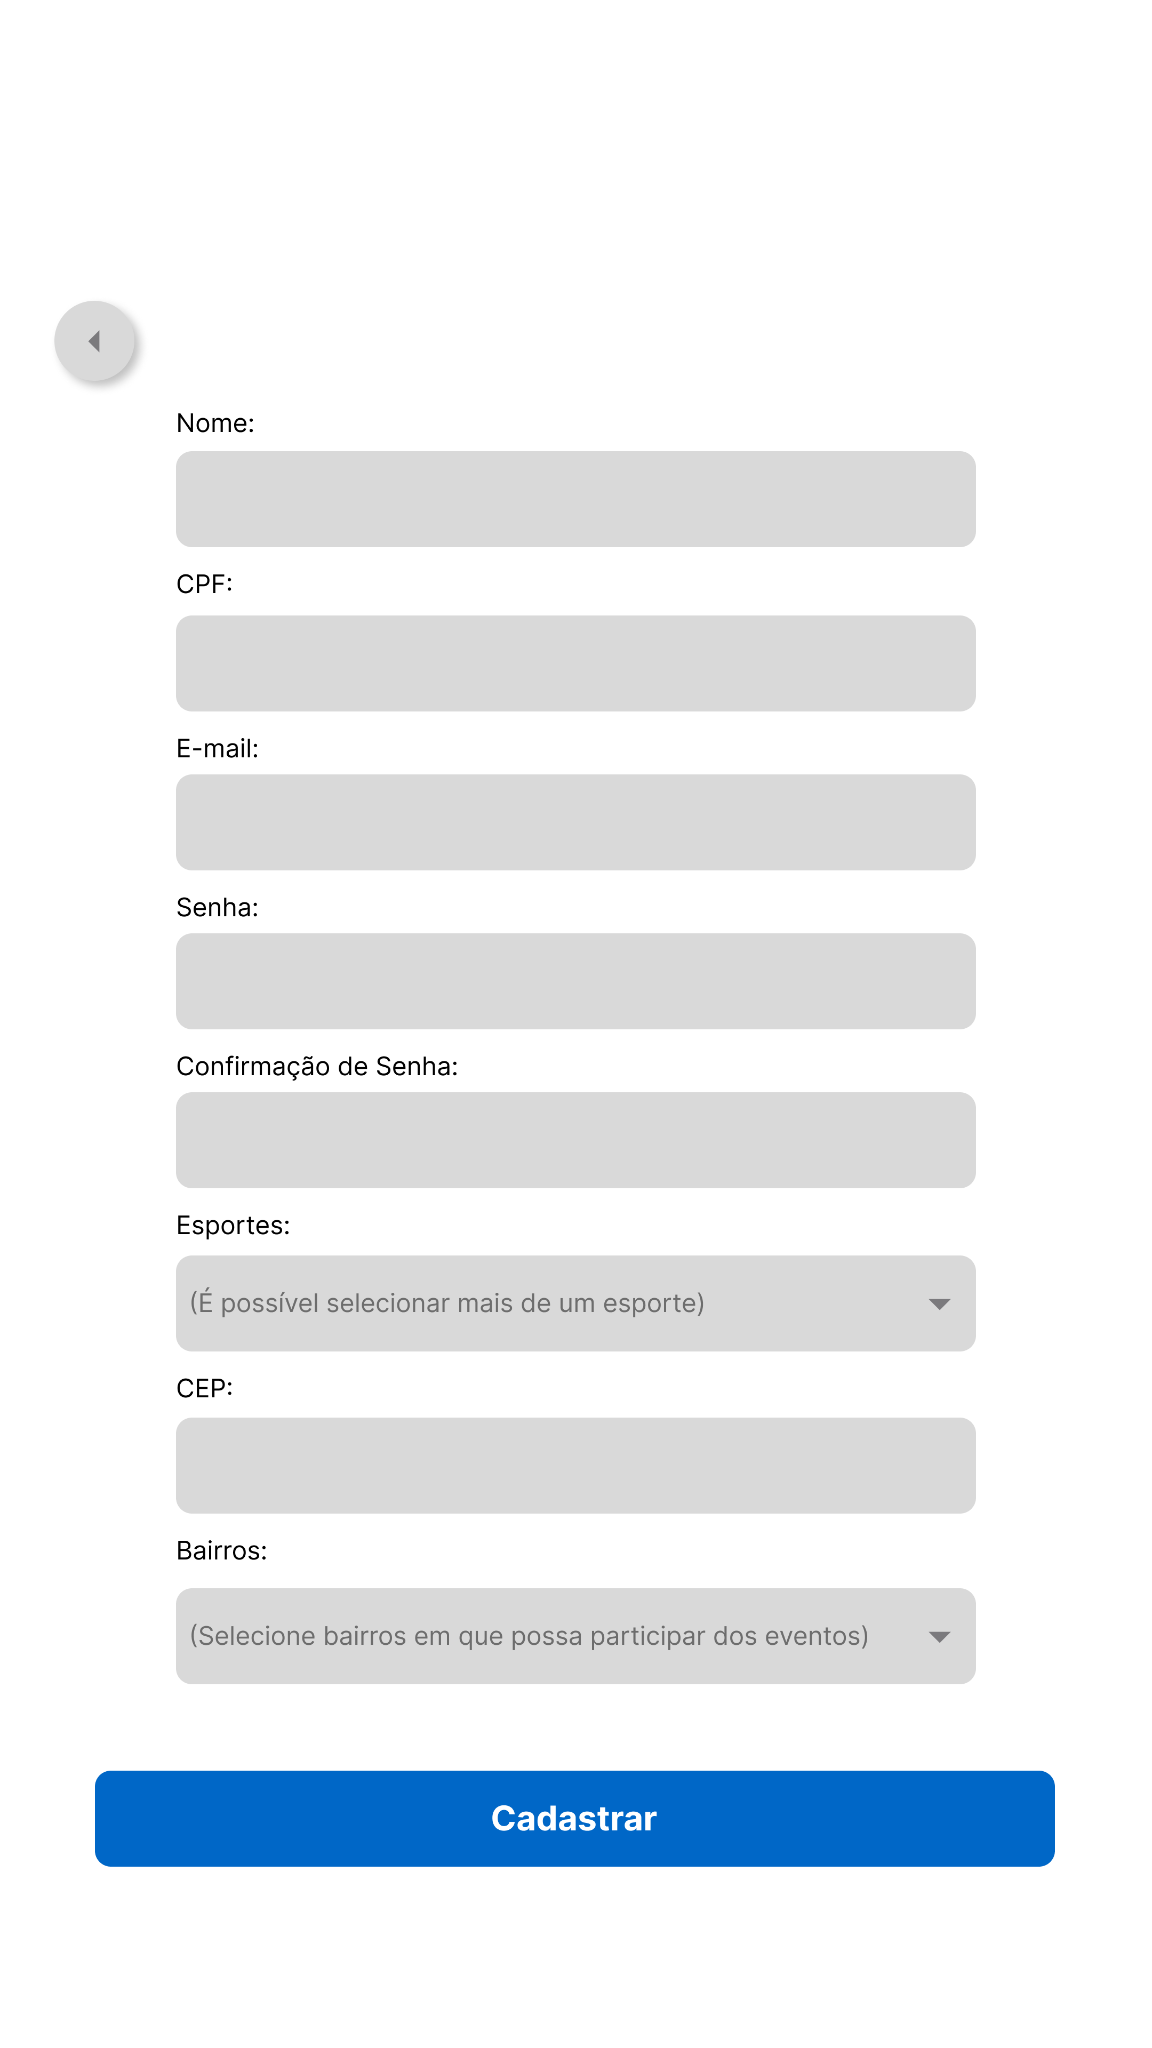 Nome:
CPF:
E-mail:
Senha:
Confirmação de Senha:
Esportes:
(É possível selecionar mais de um esporte)
CEP:
Bairros:
(Selecione bairros em que possa participar dos eventos)
Cadastrar